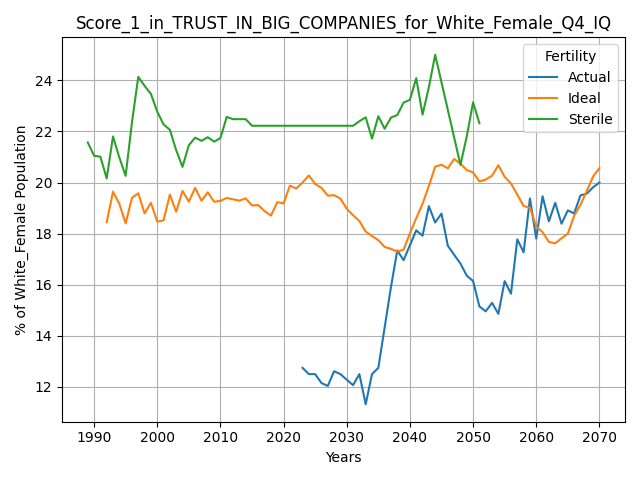 Score_1_in_TRUST_IN_BIG_COMPANIES_for_White_Female_Q4_IQ
Fertility
Actual
Ideal
Sterile
% of White_Female Population
24
22
20
18
16
14
12
1990
2000
2010
2020
2030
2040
2050
2060
2070
Years